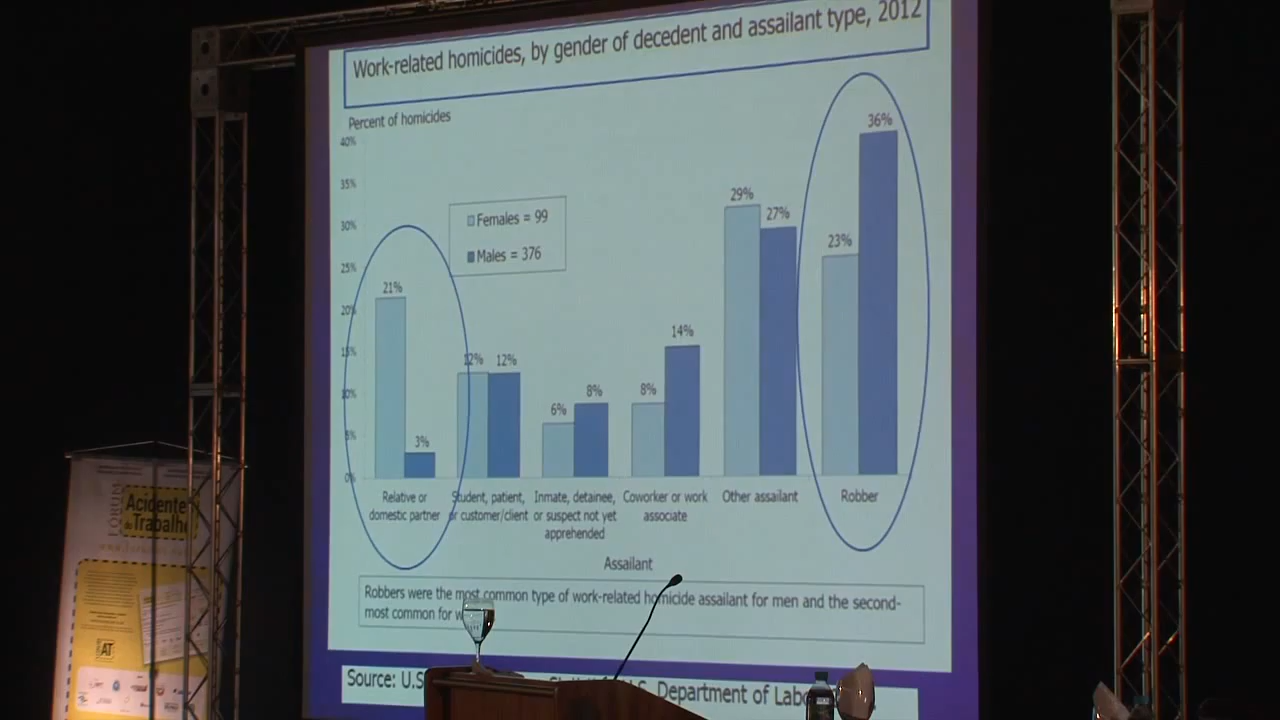 Work-related homicides, by gender of decedent and assailant type, 2012
Percent of homicides
40%
35%
30%
25%
20%
15%
10%
5%
0%
Females = 99
Males = 376
21%
3%
12%
12%
6%
8%
8%
14%
29%
27%
23%
36%
Relative or
domestic partner
Student, patient,
or customer/client
Inmate, detainee,
or suspect not yet
apprehended
Coworker or work
associate
Other assailant
Robber
Assailant
Robbers were the most common type of work-related homicide assailant for men and the second-
most common for
Source: U.S. Department of
FÓRUM
Acidente
do Trabalho
AT